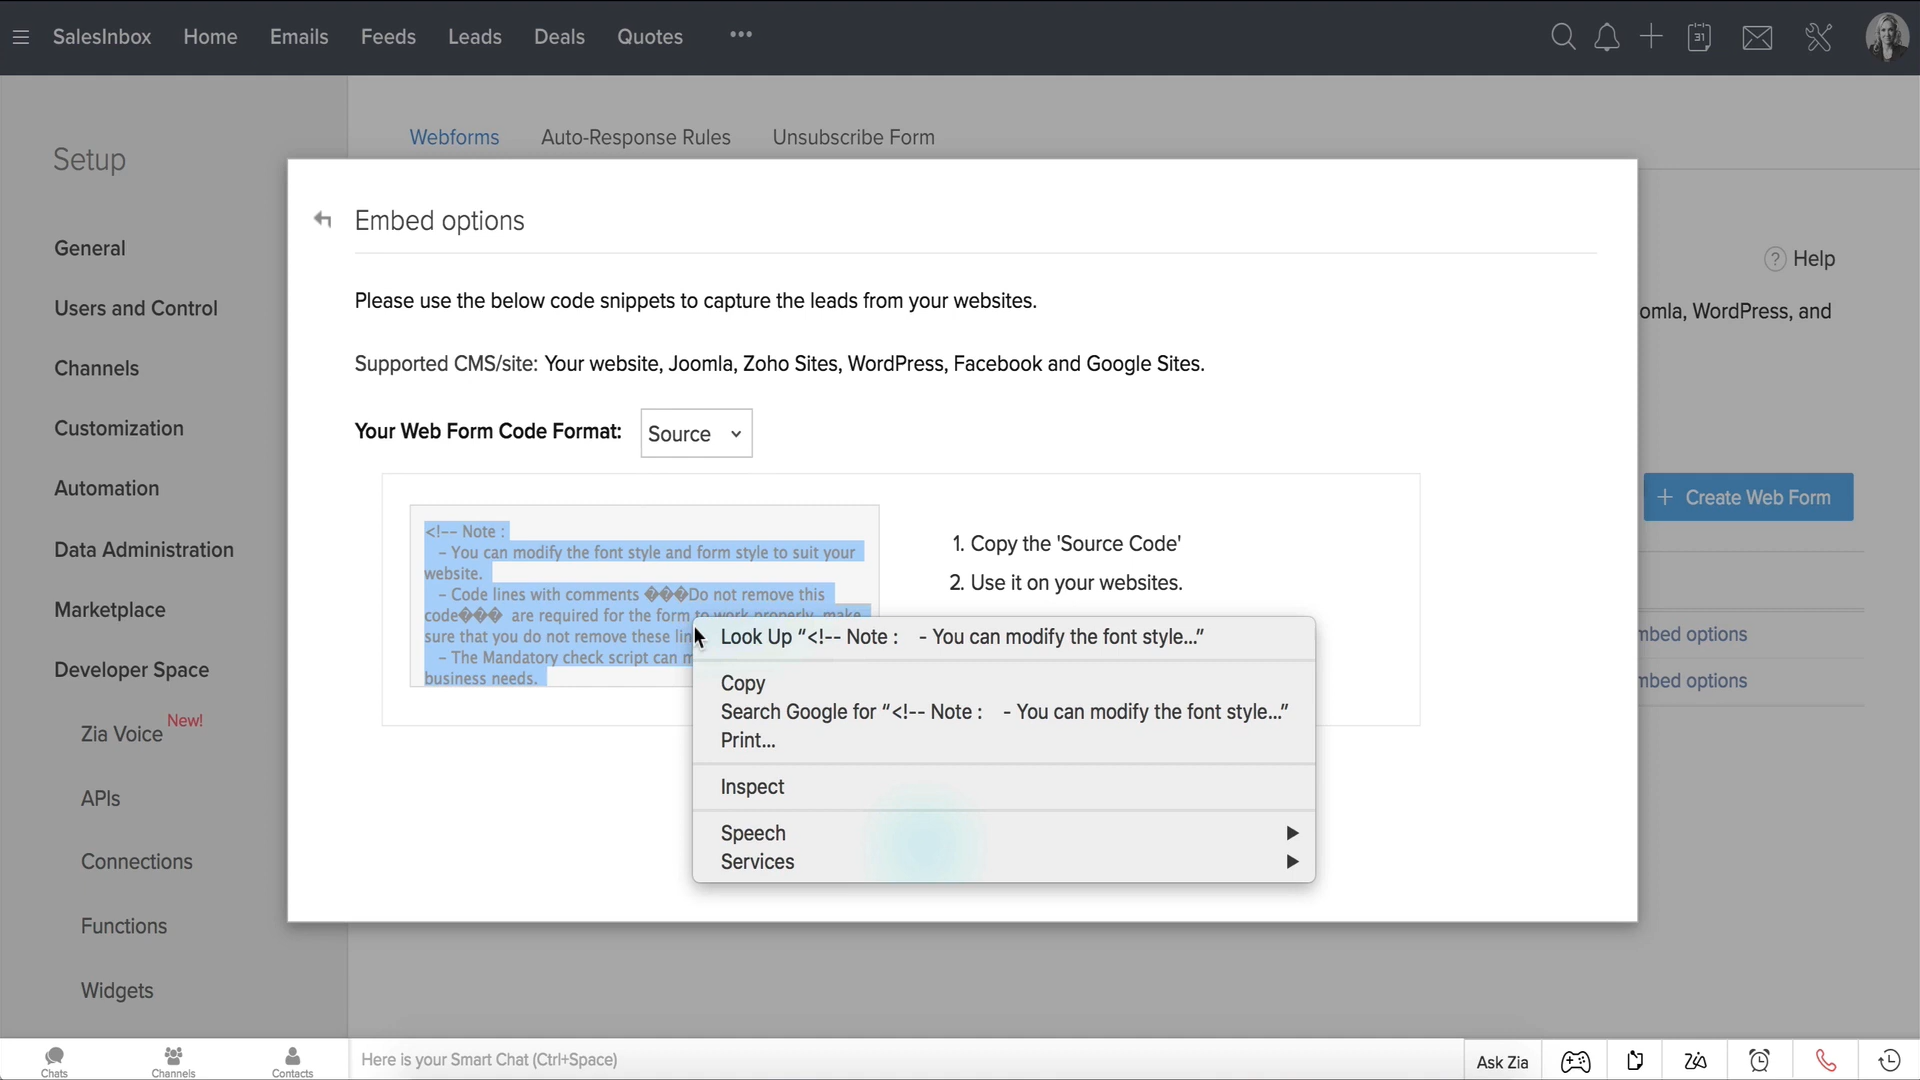 SalesInbox Home Emails Feeds Leads Deals Quotes •••
31
Webforms Auto-Response Rules Unsubscribe Form
Setup
General
Users and Control
Channels
Customization
Automation
Data Administration
Marketplace
Developer Space
Zia Voice New!
APIs
Connections
Functions
Widgets
Embed options
Please use the below code snippets to capture the leads from your websites.
Supported CMS/site: Your website, Joomla, Zoho Sites, WordPress, Facebook and Google Sites.
Your Web Form Code Format: Source
<!-- Note :
- You can modify the font style and form style to suit your
website.
- Code lines with comments ���Do not remove this
code��� are required for the form to work properly, make
sure that you do not remove these
- The Mandatory check script can
business needs.
1. Copy the 'Source Code'
2. Use it on your websites.
Look Up “<!-- Note : - You can modify the font style...”
Copy
Search Google for “<!-- Note : - You can modify the font style...”
Print...
Inspect
Speech
Services
? Help
omla, WordPress, and
+ Create Web Form
mbed options
mbed options
Chats Channels Contacts
Here is your Smart Chat (Ctrl+Space)
Ask Zia